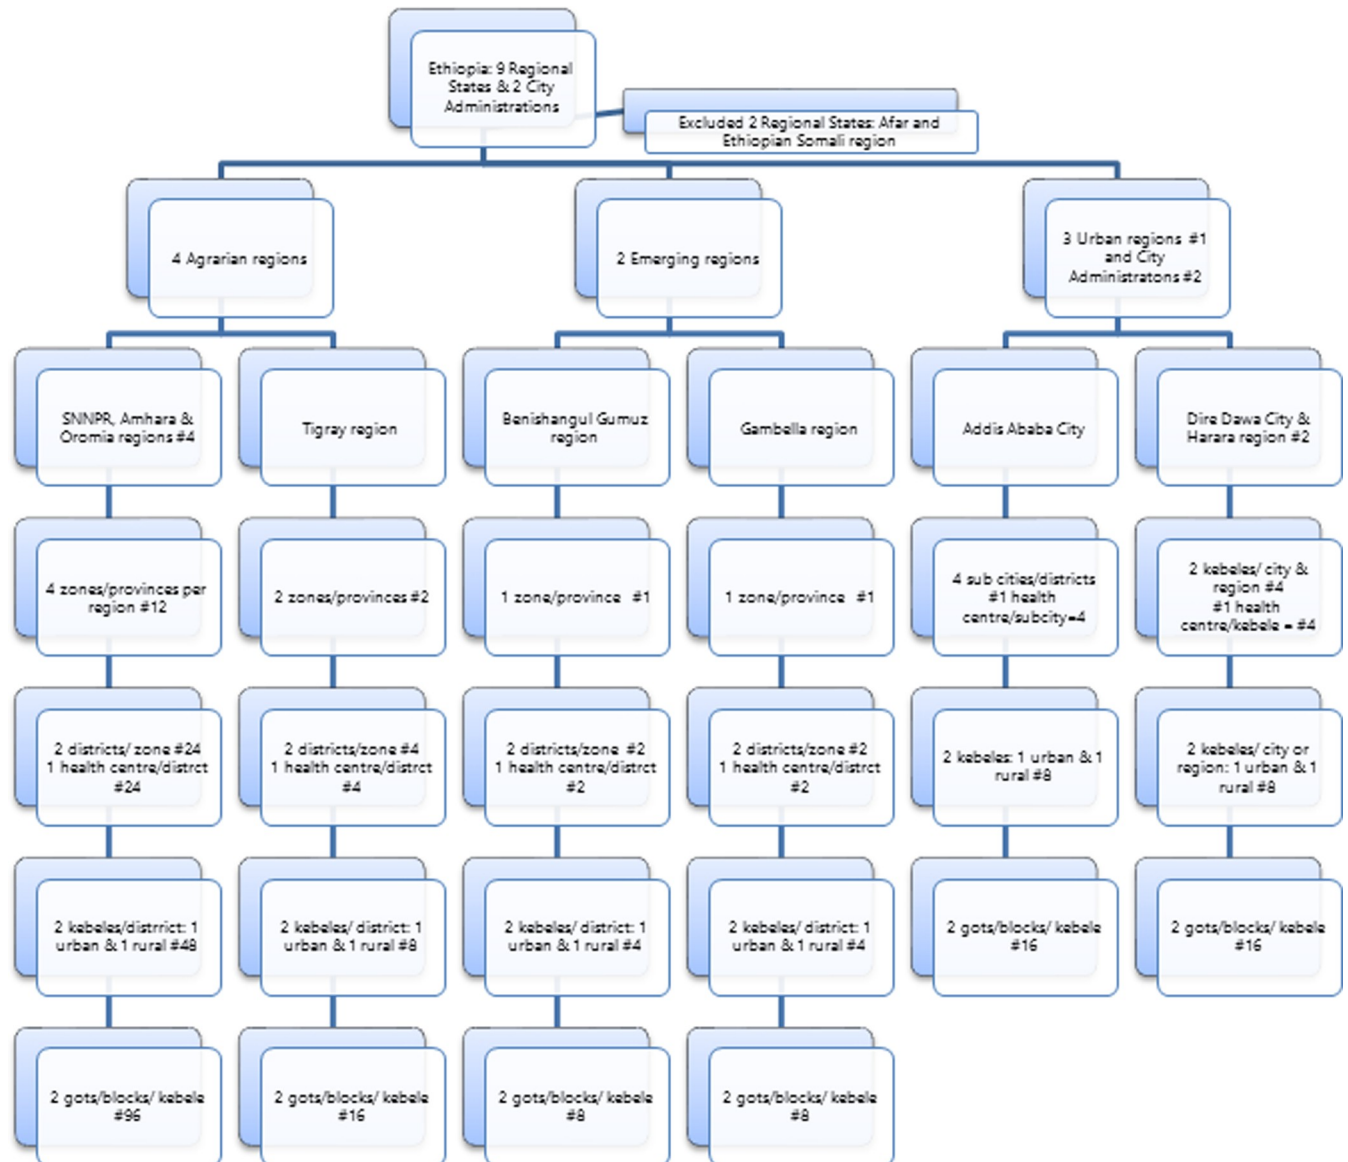 Ethiopia: 9 Regional
States & 2 City
Administrations
Excluded 2 Regional States: Afar and
Ethiopian Somali region
4 Agrarian regions
2 Emerging regions
3 Urban regions #1
and City
Administratons #2
SNNPR, Amhara &
Oromia regions #4
Tigray region
Benishangul Gumuz
region
Gambella region
Addis Ababa City
Dire Dawa City &
Harara region #2
4 zones/provinces per
region #12
2 zones/provinces #2
1 zone/province #1
1 zone/province #1
4 sub cities/districts
#1 health
centre/subcity=4
2 kebeles/ city &
region #4
#1 health
centre/kebele = #4
2 districts/ zone #24
1 health centre/distrct
#24
2 districts/zone #4
1 health centre/distrct
#4
2 districts/zone #2
1 health centre/distrct
#2
2 districts/zone #2
1 health centre/distrct
#2
2 kebeles: 1 urban & 1
rural #8
2 kebeles/ city or
region: 1 urban & 1
rural #8
2 kebeles/distrrict: 1
urban & 1 rural #48
2 kebeles/ district: 1
urban & 1 rural #8
2 kebeles/ district: 1
urban & 1 rural #4
2 kebeles/ district: 1
urban & 1 rural #4
2 gots/blocks/ kebele
#16
2 gots/blocks/ kebele
#16
2 gots/blocks/ kebele
#96
2 gots/blocks/ kebele
#16
2 gots/blocks/ kebele
#8
2 gots/blocks/ kebele
#8